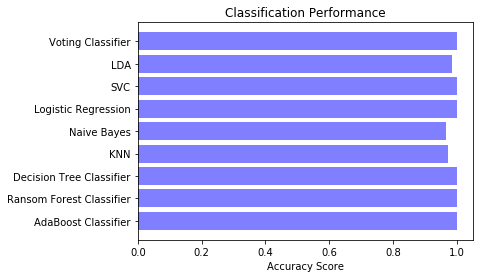 Classification Performance
Voting Classifier
LDA
SVC
Logistic Regression
Naive Bayes
KNN
Decision Tree Classifier
Ransom Forest Classifier
AdaBoost Classifier
0.0 0.2 0.4 0.6 0.8 1.0
Accuracy Score